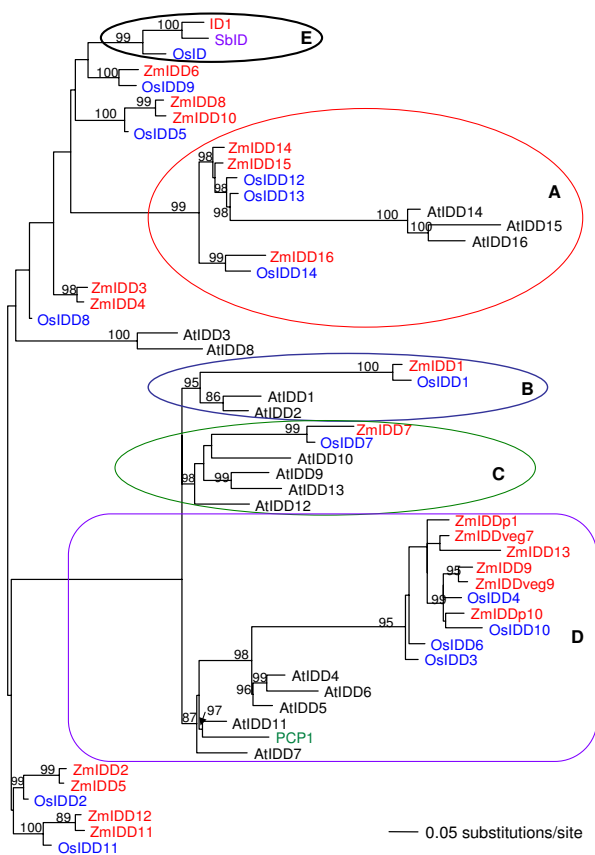 100
ID1
99
SbID
E
OsID
ZmIDD6
100
OsIDD9
99
ZmIDD8
100
ZmIDD10
OsIDD5
ZmIDD14
98
ZmIDD15
OsIDD12
98
OsIDD13
A
99
98
100
AtIDD14
100
AtIDD15
AtIDD16
99
ZmIDD16
OsIDD14
98
ZmIDD3
ZmIDD4
OsIDD8
100
AtIDD3
AtIDD8
100
ZmIDD1
95
OsIDD1
B
86
AtIDD1
AtIDD2
99
ZmIDD7
OsIDD7
AtIDD10
98
99
AtIDD9
C
AtIDD13
AtIDD12
ZmIDDp1
ZmIDDveg7
ZmIDD13
95
ZmIDD9
ZmIDDveg9
99
OsIDD4
ZmIDDp10
95
OsIDD10
D
OsIDD6
OsIDD3
98
99
AtIDD4
96
AtIDD6
AtIDD5
97
87
AtIDD11
PCP1
AtIDD7
99
ZmIDD2
99
ZmIDD5
OsIDD2
89
ZmIDD12
100
ZmIDD11
OsIDD11
0.05 substitutions/site